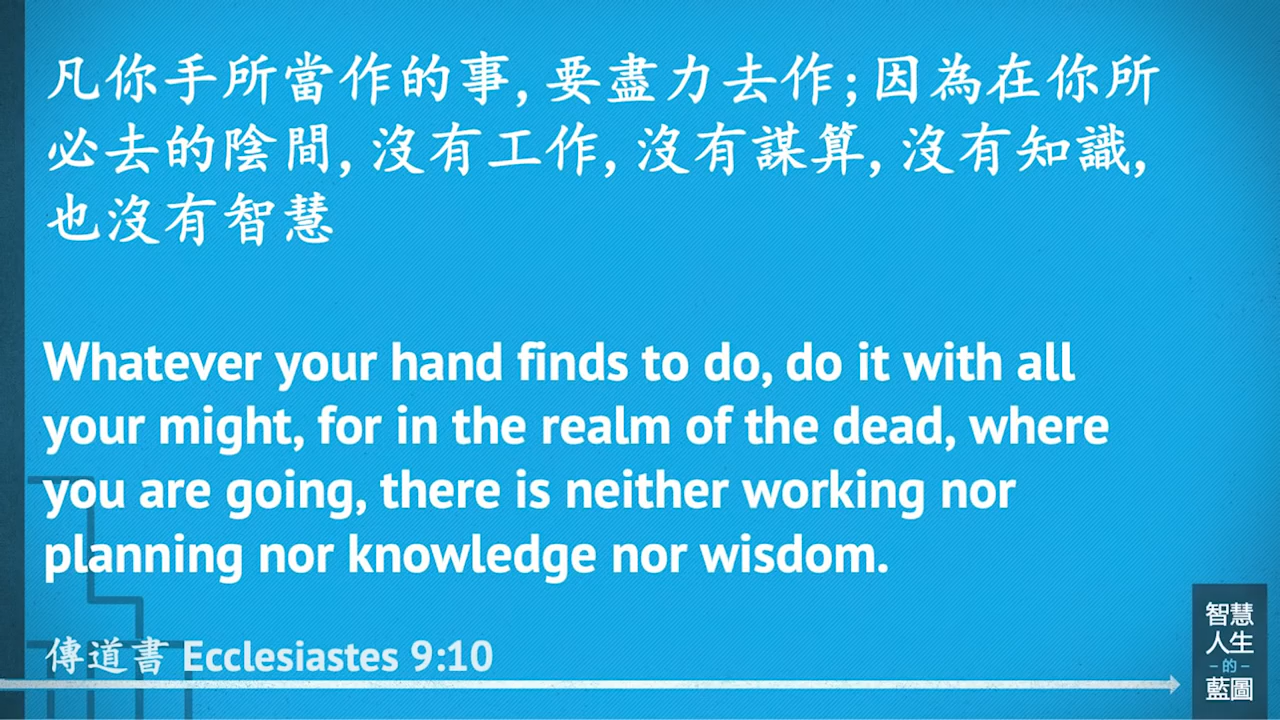 凡你手所當作的事,要盡力去作;因為在你所
必去的陰間,沒有工作,沒有謀算,沒有知識,
也沒有智慧
Whatever your hand finds to do, do it with all
your might, for in the realm of the dead, where
you are going, there is neither working nor
planning nor knowledge nor wisdom.
傳道書 Ecclesiastes 9:10
智慧
人生
–的–
藍圖